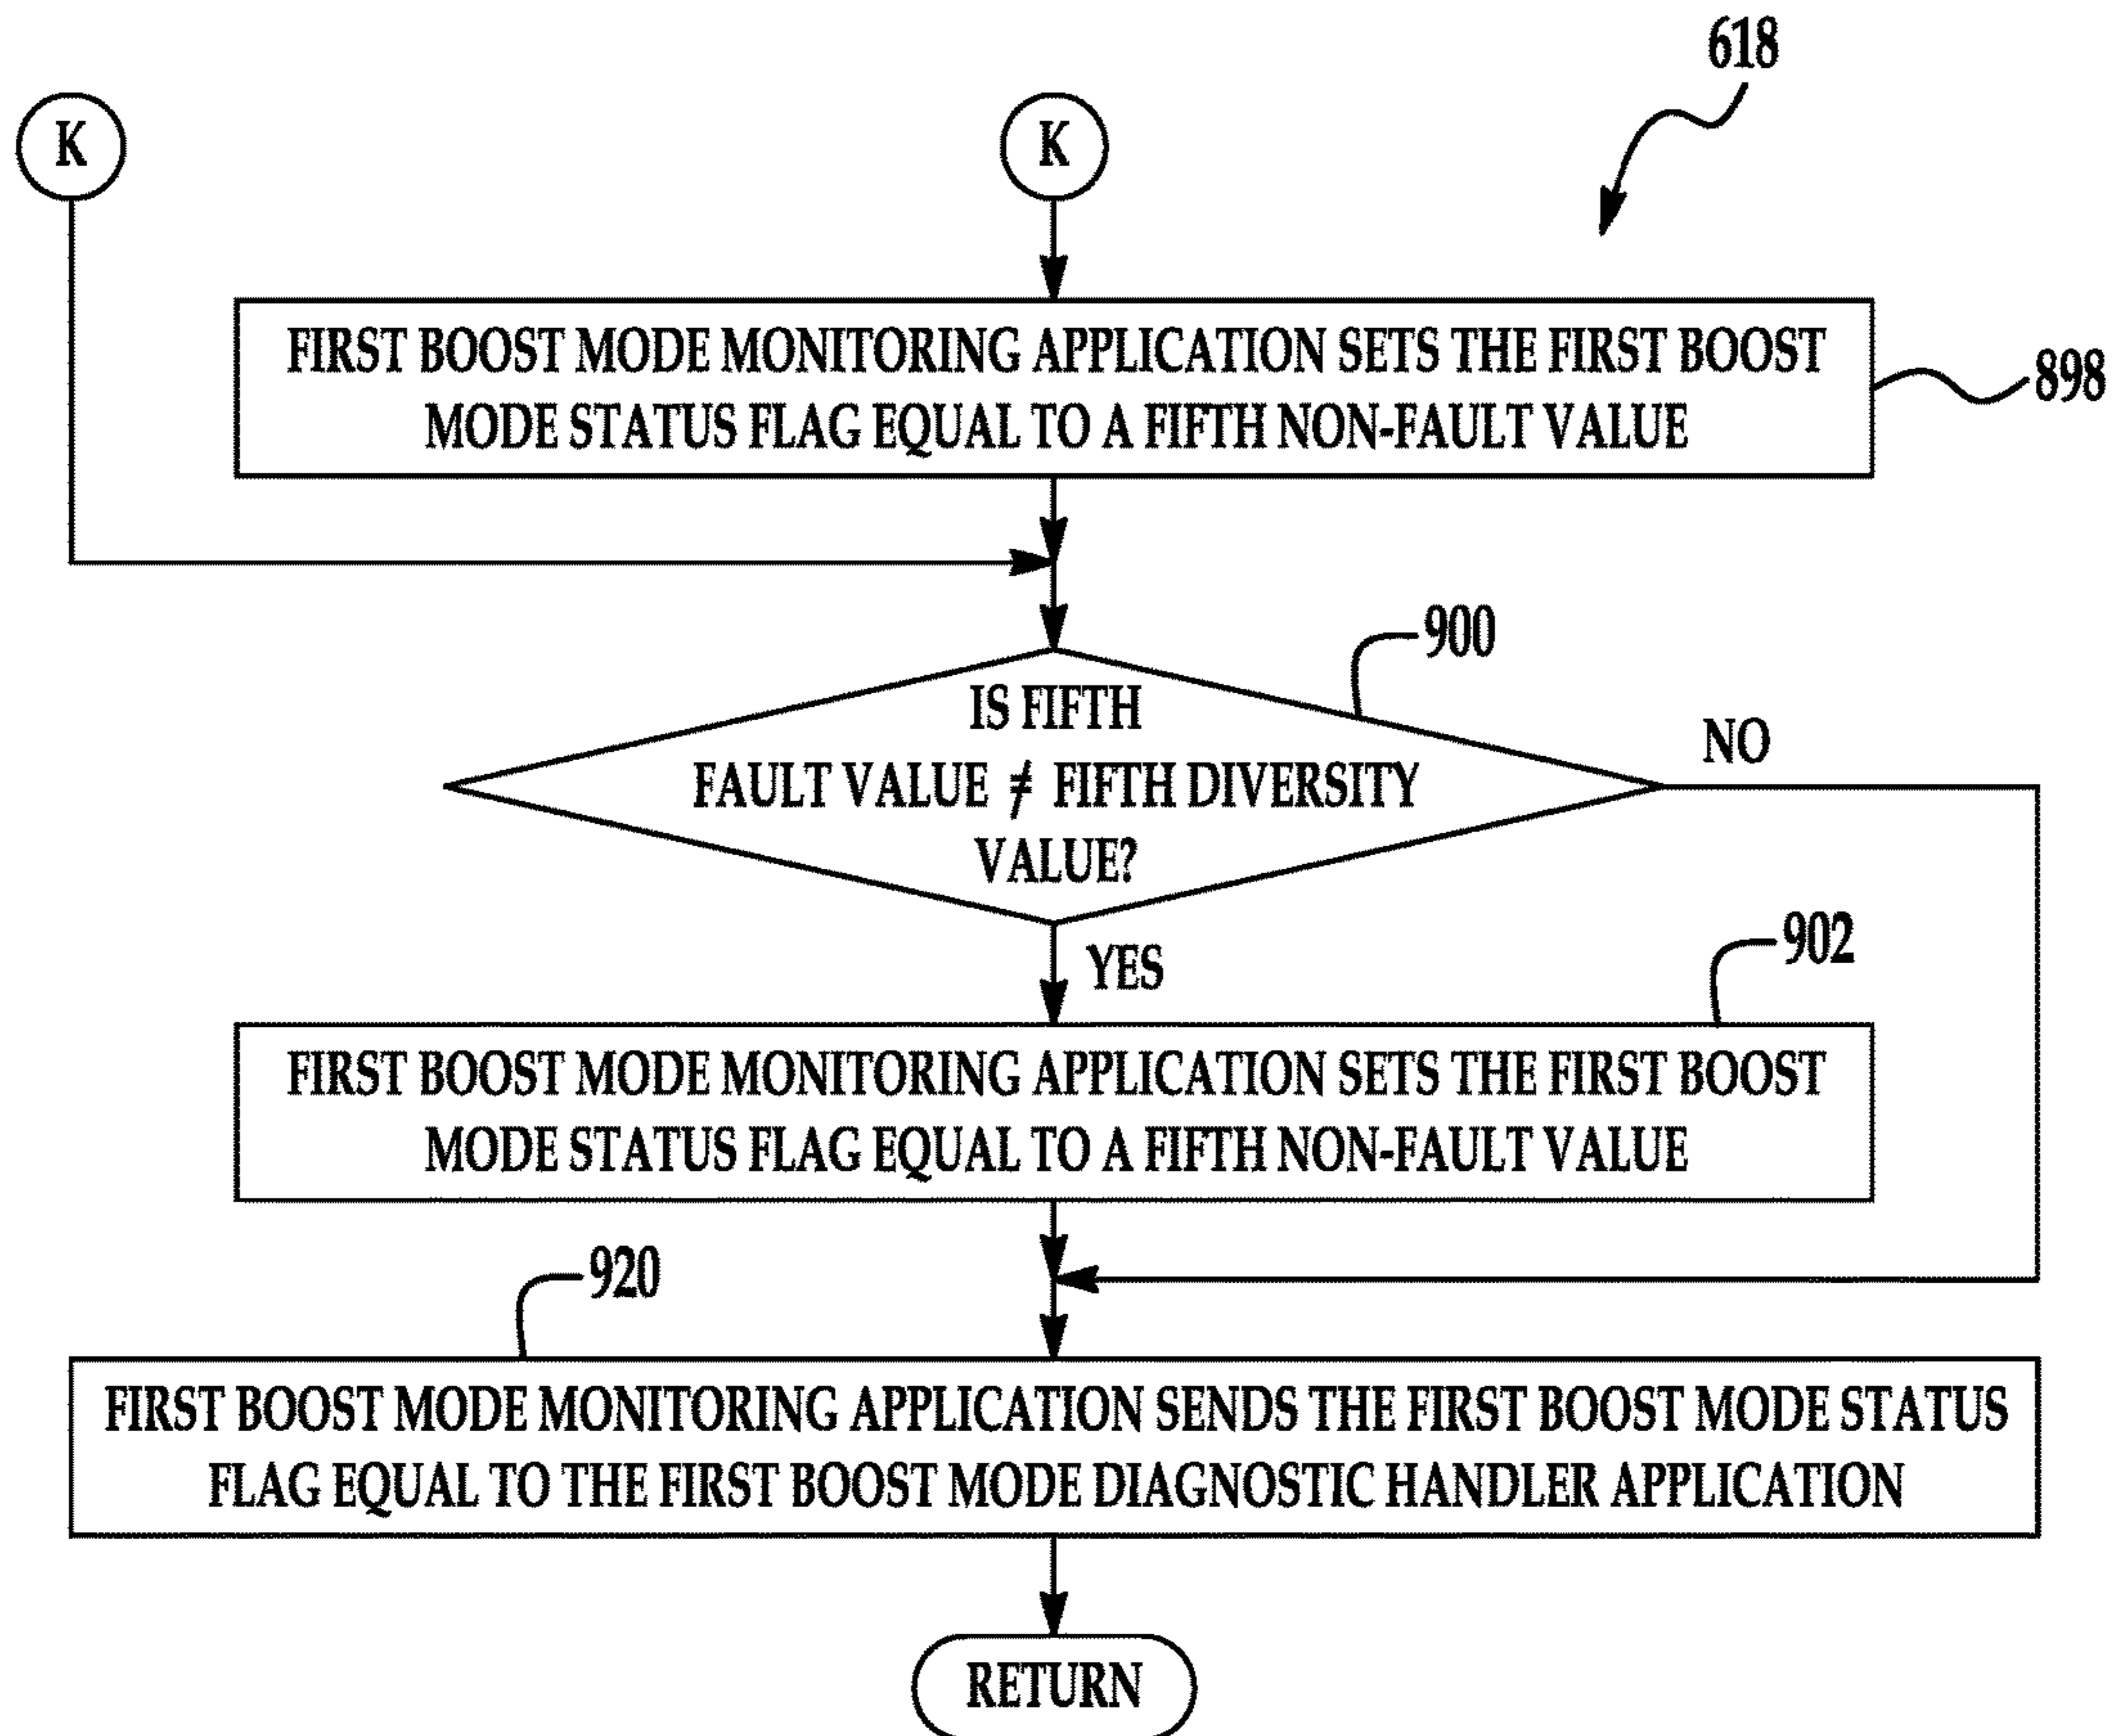 618
K
K
FIRST BOOST MODE MONITORING APPLICATION SETS THE FIRST BOOST
MODE STATUS FLAG EQUAL TO A FIFTH NON-FAULT VALUE
898
900
IS FIFTH
FAULT VALUE ≠ FIFTH DIVERSITY
VALUE?
NO
YES
902
FIRST BOOST MODE MONITORING APPLICATION SETS THE FIRST BOOST
MODE STATUS FLAG EQUAL TO A FIFTH NON-FAULT VALUE
920
FIRST BOOST MODE MONITORING APPLICATION SENDS THE FIRST BOOST MODE STATUS
FLAG EQUAL TO THE FIRST BOOST MODE DIAGNOSTIC HANDLER APPLICATION
RETURN